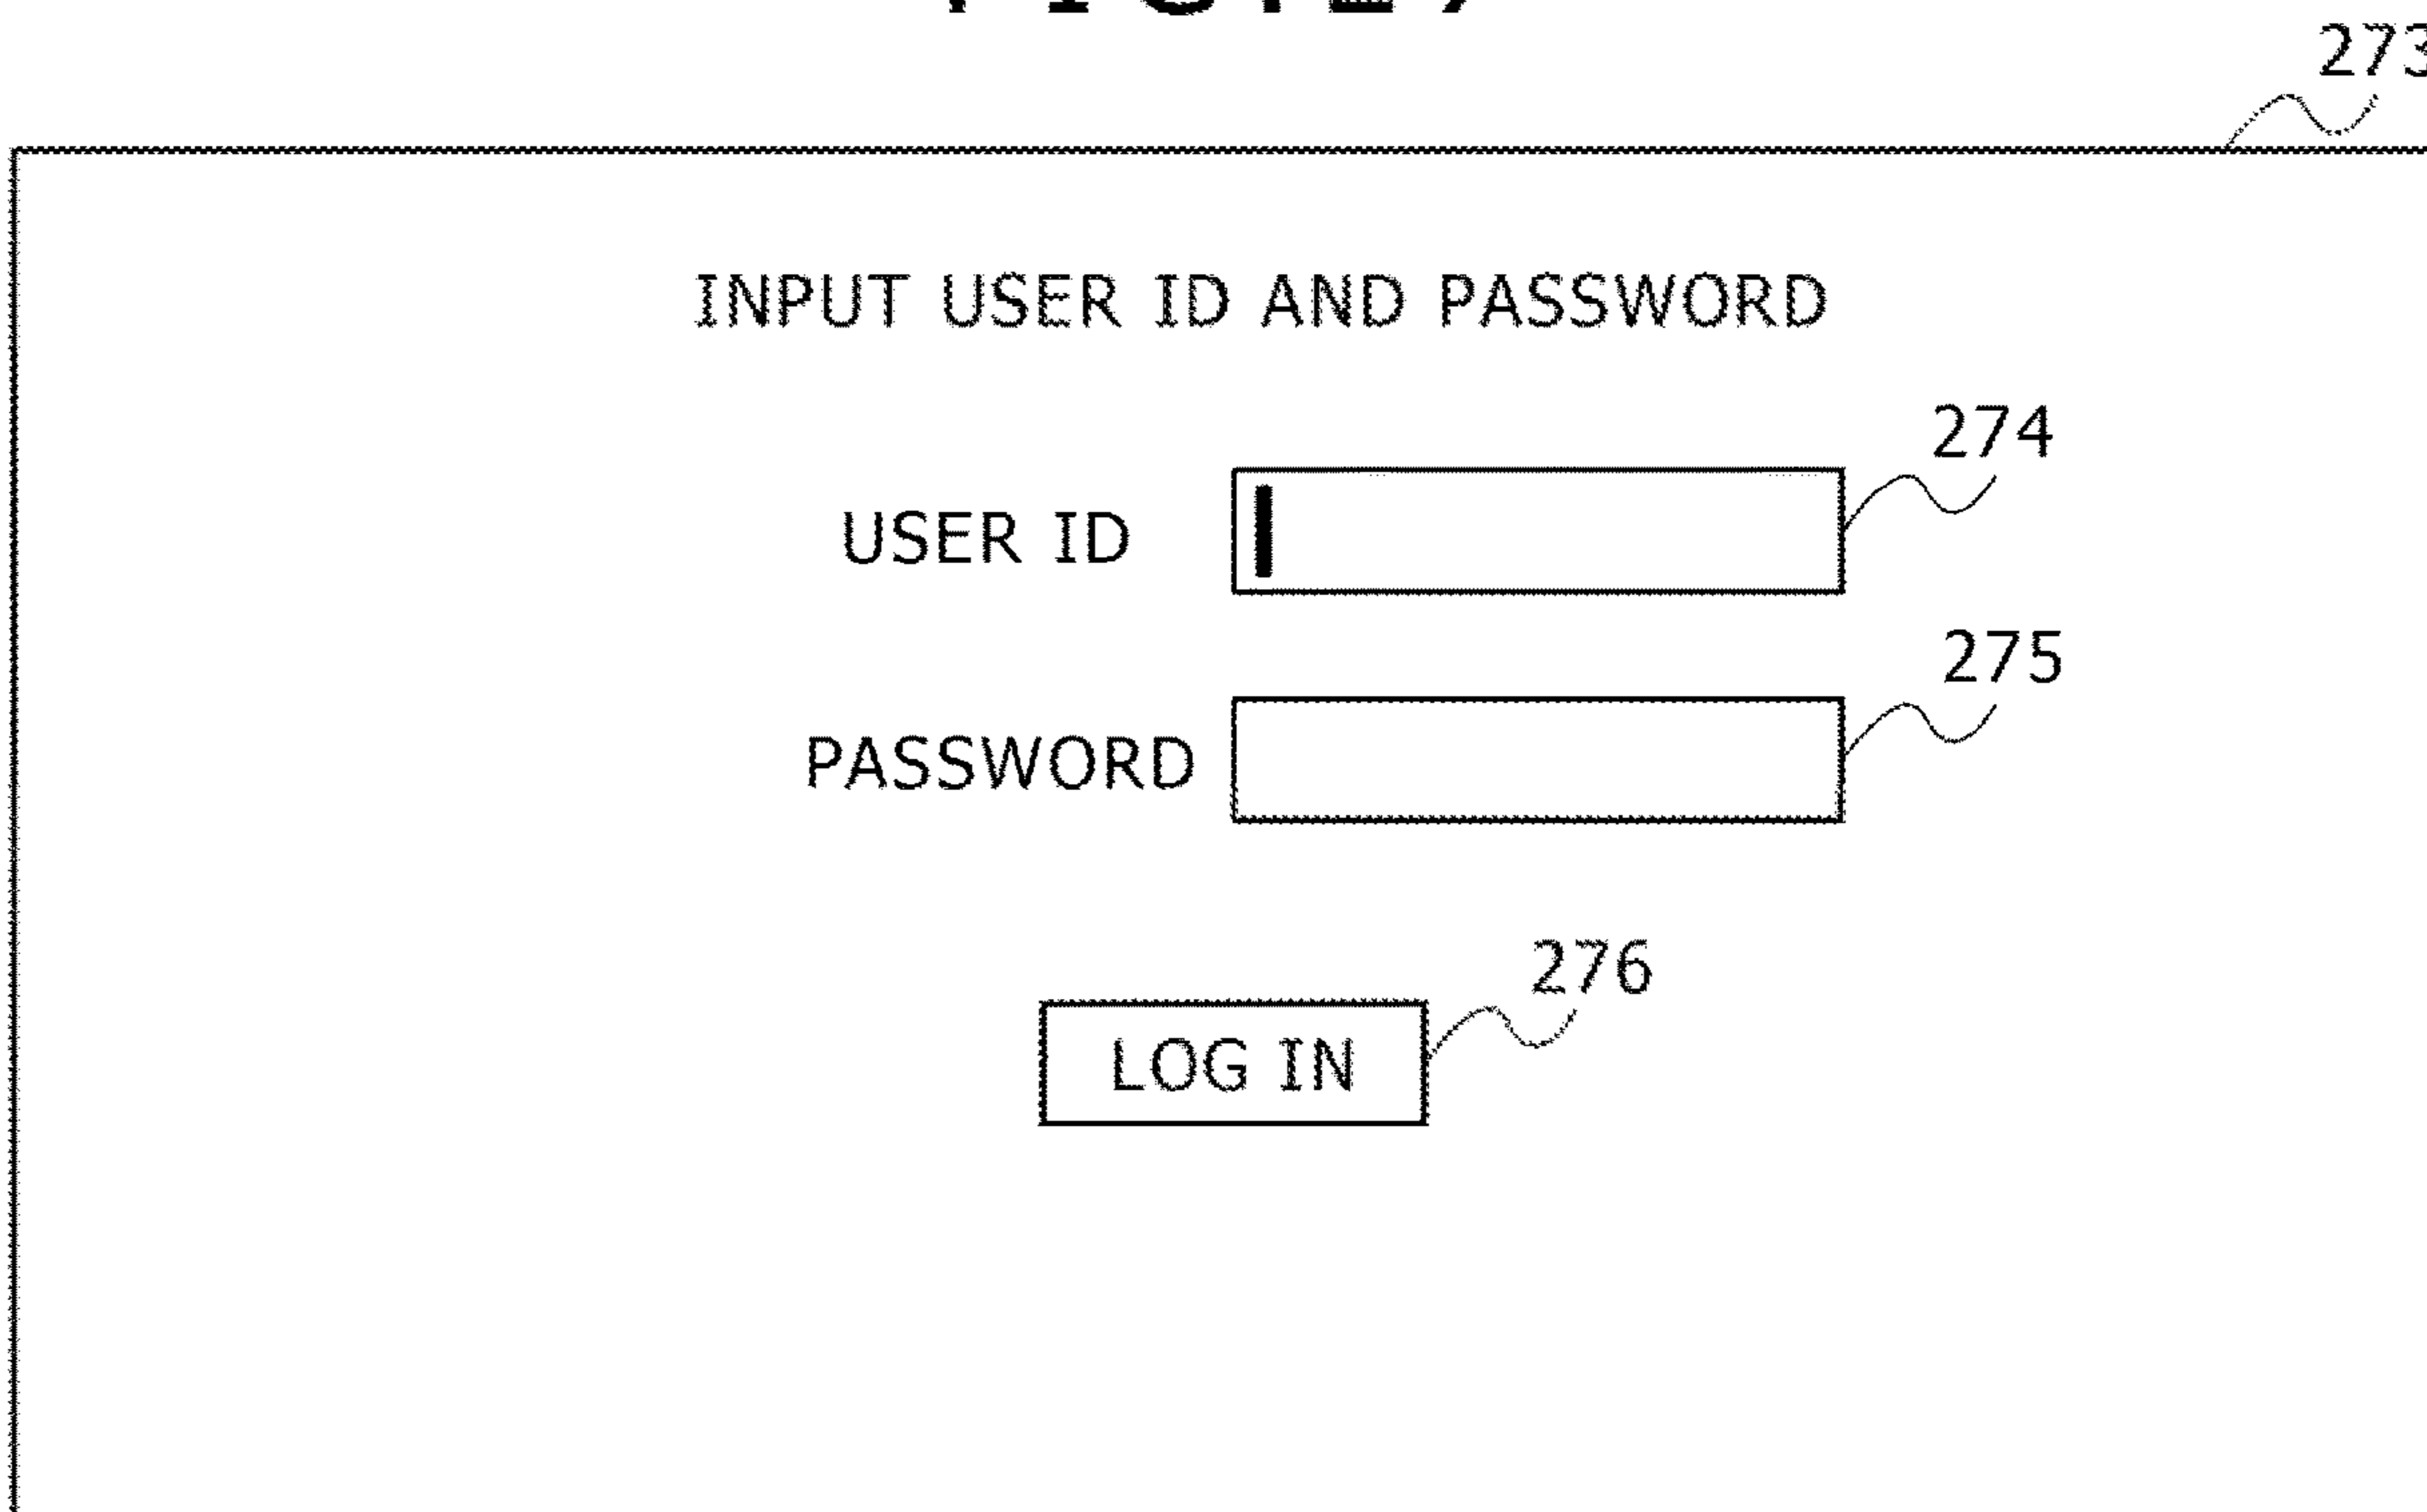 273
INPUT USER ID AND PASSWORD
274
USER ID
275
PASSWORD
276
LOG IN